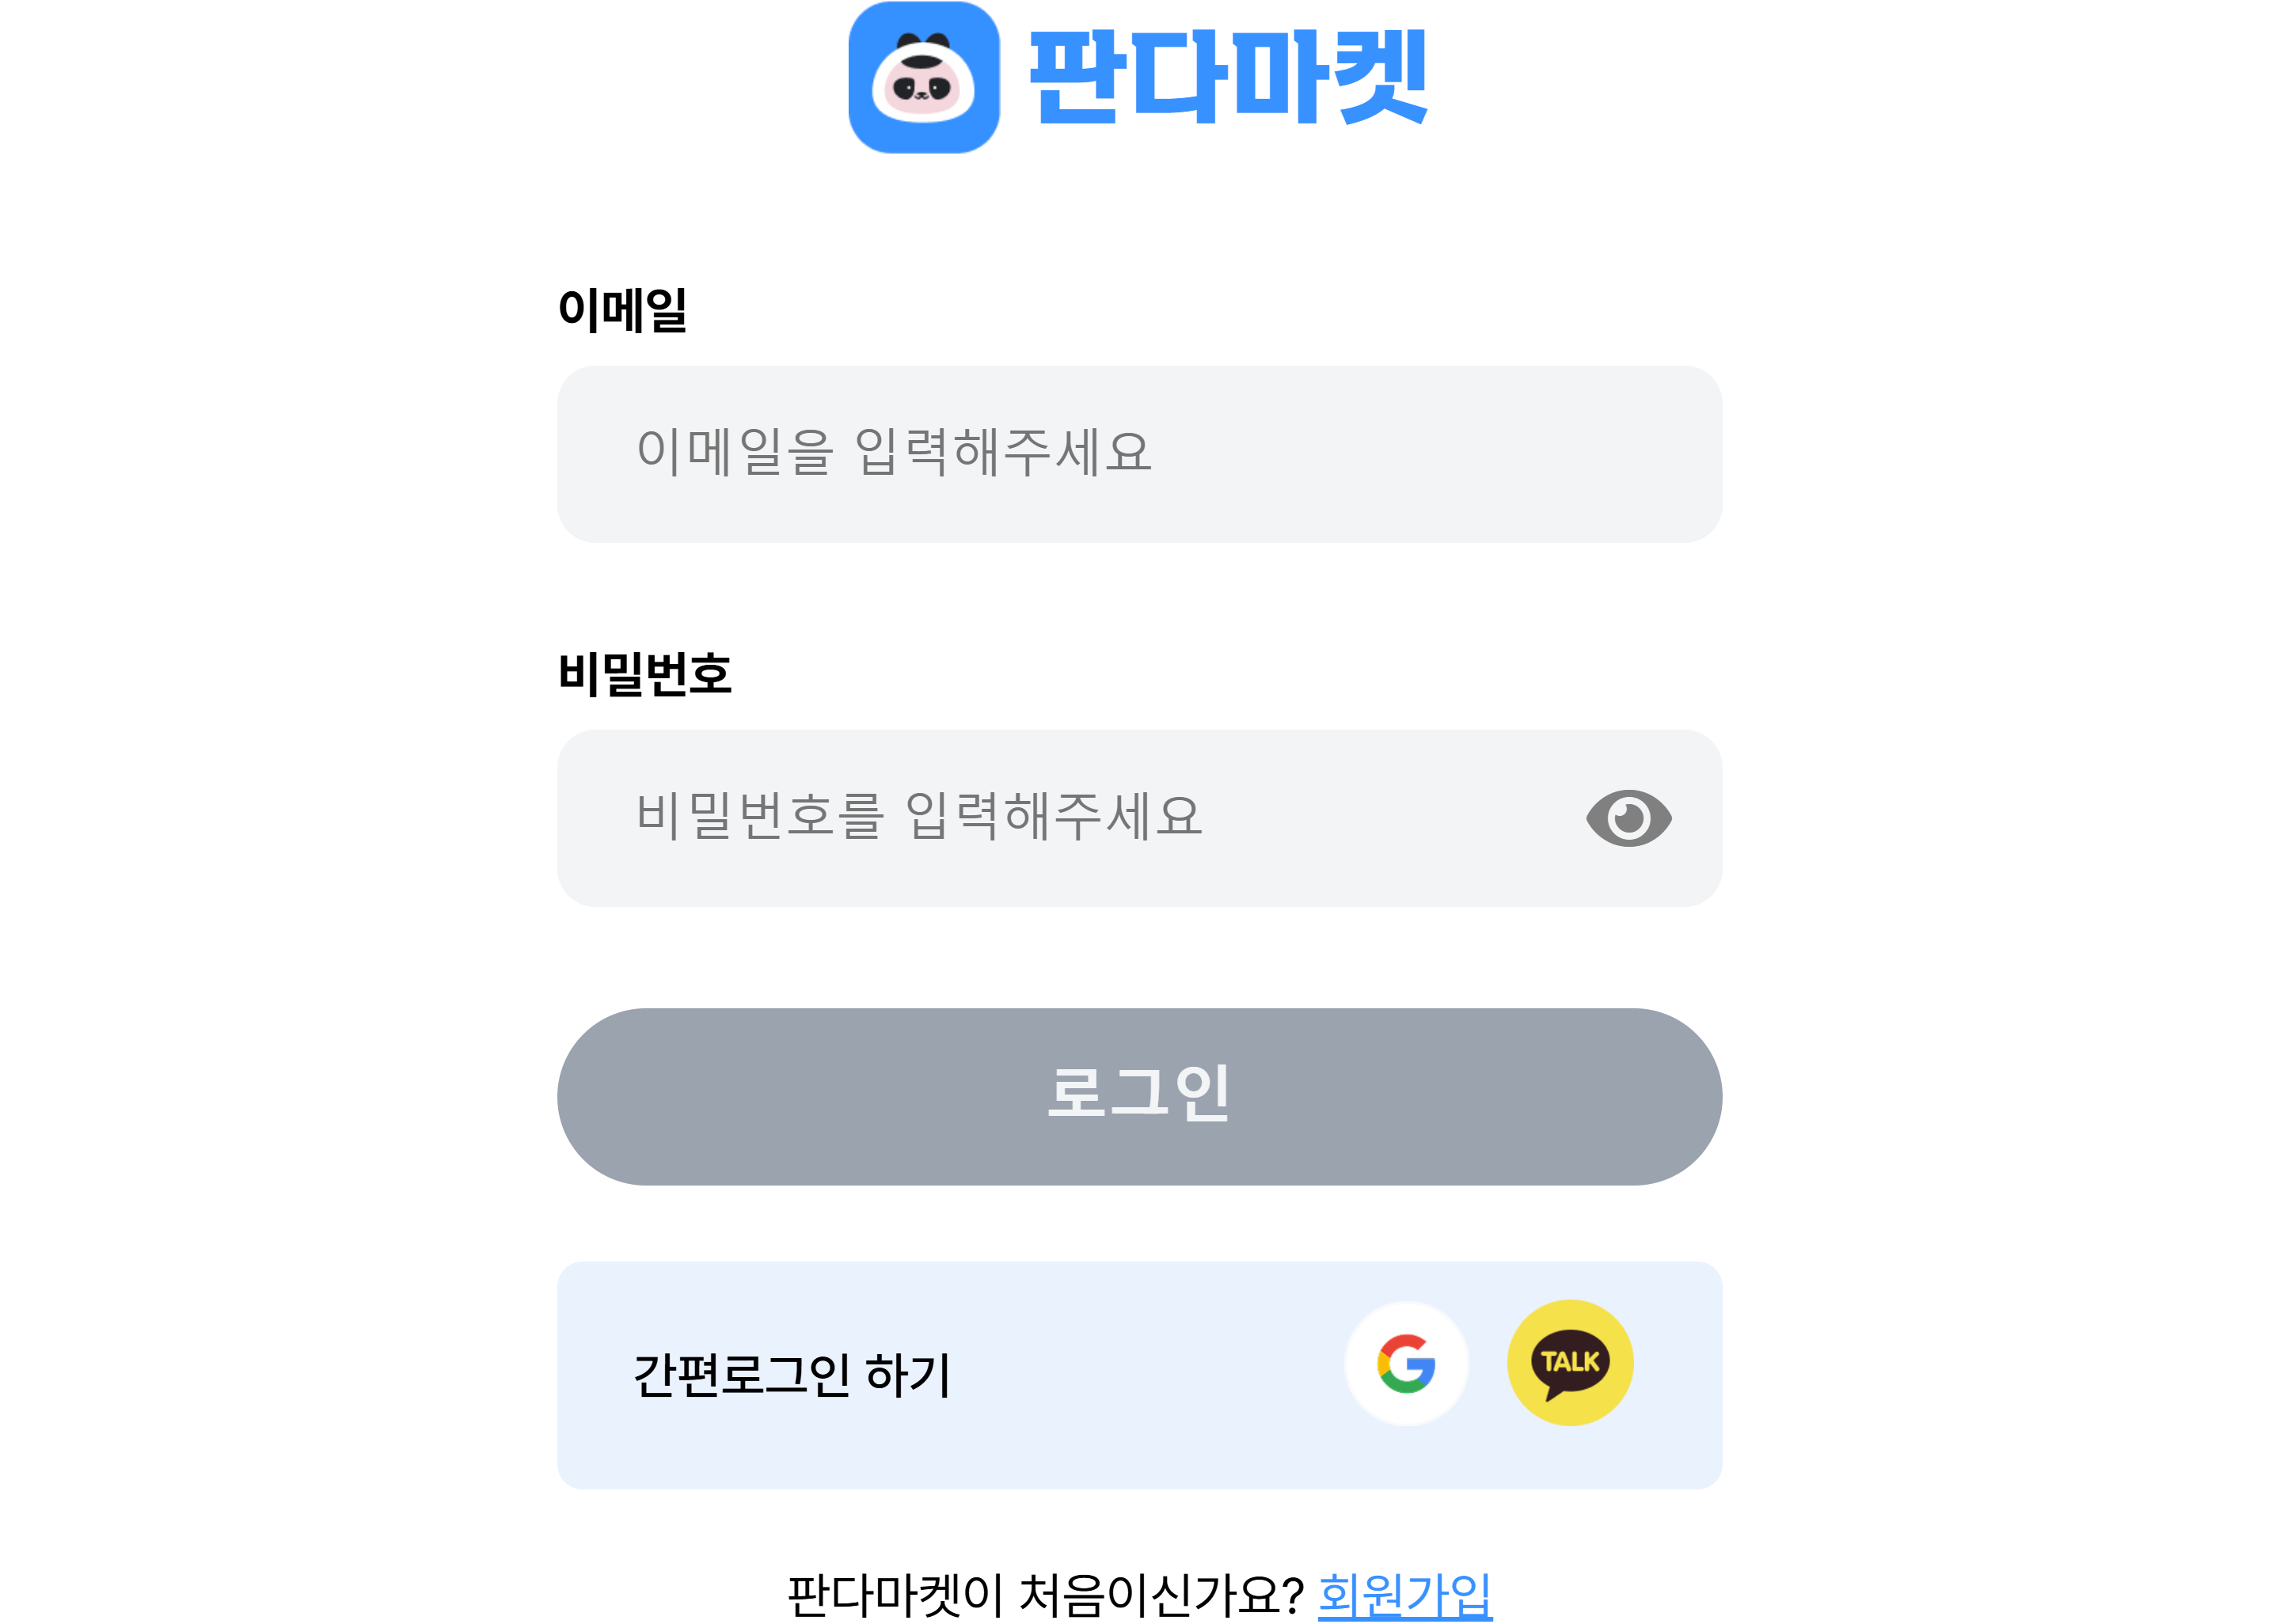 판다마켓
이메일
이메일을 입력해주세요
비밀번호
비밀번호를 입력해주세요
로그인
간편로그인 하기
TALK
판다마켓이 처음이신가요? 회원가입